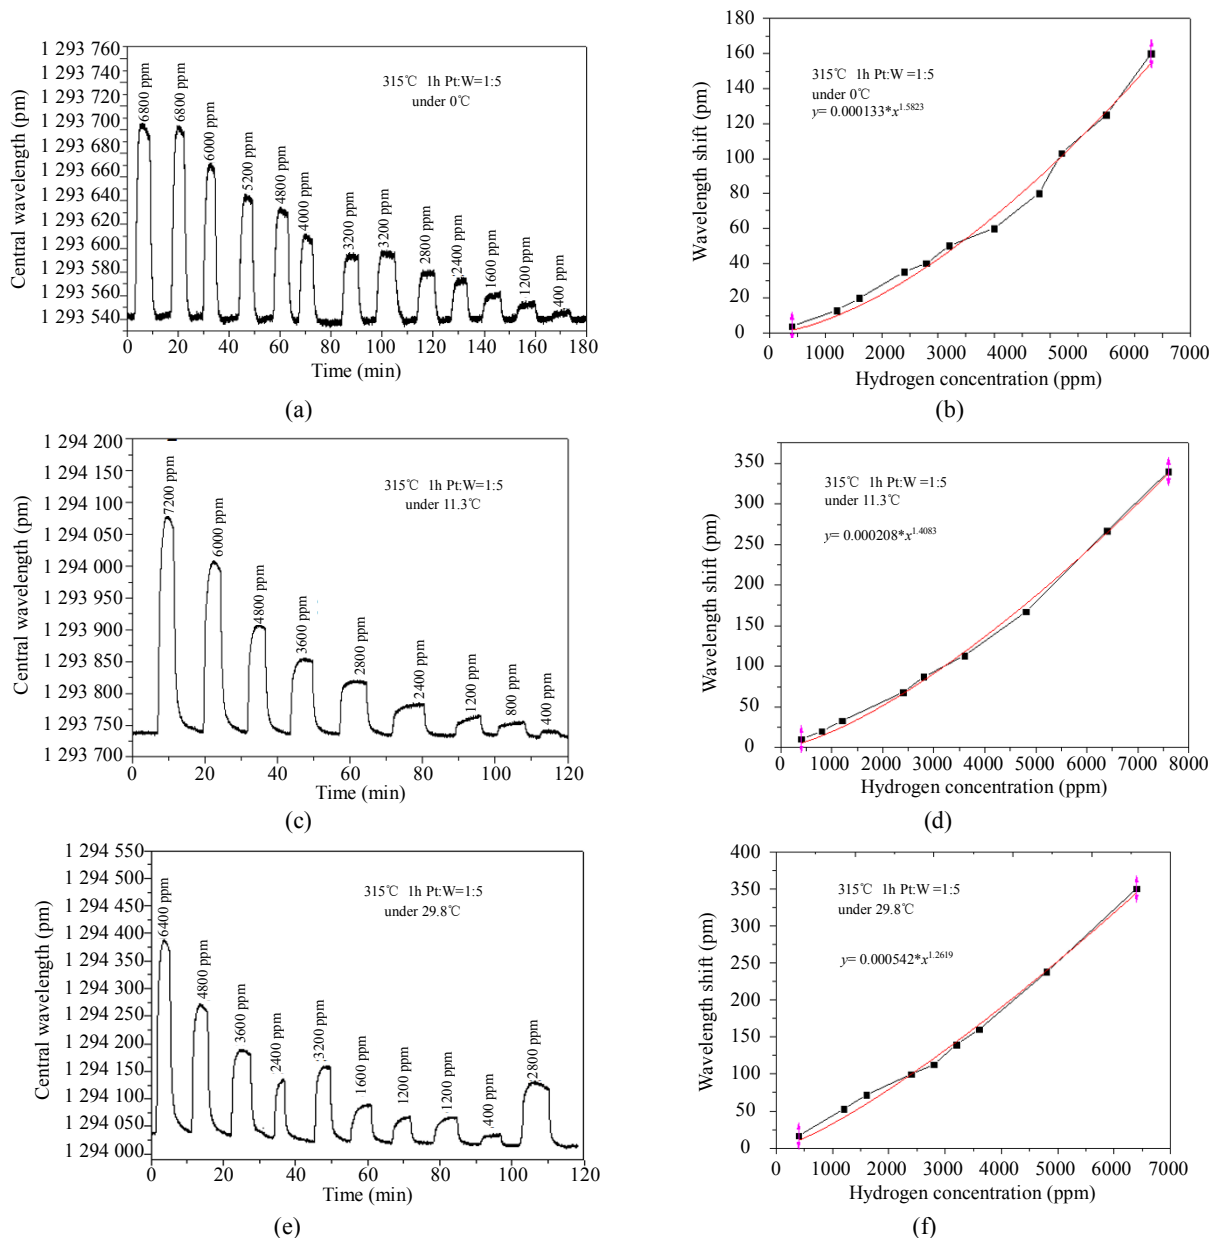 1 293 760
1 293 740
1 293 720
1 293 700
1 293 680
1 293 660
1 293 640
1 293 620
1 293 600
1 293 580
1 293 560
1 293 540
Central wavelength (pm)
6800 ppm
6800 ppm
6000 ppm
5200 ppm
4800 ppm
4000 ppm
3200 ppm
3200 ppm
2800 ppm
2400 ppm
1600 ppm
1200 ppm
400 ppm
315℃ 1h Pt:W=1:5
under 0℃
0 20 40 60 80 100 120 140 160 180
Time (min)
(a)
180
160
140
120
100
80
60
40
20
0
Wavelength shift (pm)
315℃ 1h Pt:W =1:5
under 0℃
y= 0.000133*x^1.5823
0 1000 2000 3000 4000 5000 6000 7000
Hydrogen concentration (ppm)
(b)
1 294 200
1 294 150
1 294 100
1 294 050
1 294 000
1 293 950
1 293 900
1 293 850
1 293 800
1 293 750
1 293 700
Central wavelength (pm)
7200 ppm
6000 ppm
4800 ppm
3600 ppm
2800 ppm
2400 ppm
1200 ppm
800 ppm
400 ppm
315℃ 1h Pt:W=1:5
under 11.3℃
0 20 40 60 80 100 120
Time (min)
(c)
350
300
250
200
150
100
50
0
Wavelength shift (pm)
315℃ 1h Pt:W =1:5
under 11.3℃
y= 0.000208*x^1.4083
0 1000 2000 3000 4000 5000 6000 7000 8000
Hydrogen concentration (ppm)
(d)
1 294 550
1 294 500
1 294 450
1 294 400
1 294 350
1 294 300
1 294 250
1 294 200
1 294 150
1 294 100
1 294 050
1 294 000
Central wavelength (pm)
6400 ppm
4800 ppm
3600 ppm
2400 ppm
3200 ppm
1600 ppm
1200 ppm
1200 ppm
400 ppm
2800 ppm
315℃ 1h Pt:W=1:5
under 29.8℃
0 10 20 30 40 50 60 70 80 90 100 110 120
Time (min)
(e)
400
350
300
250
200
150
100
50
0
Wavelength shift (pm)
315℃ 1h Pt:W =1:5
under 29.8℃
y= 0.000542*x^1.2619
0 1000 2000 3000 4000 5000 6000 7000
Hydrogen concentration (ppm)
(f)